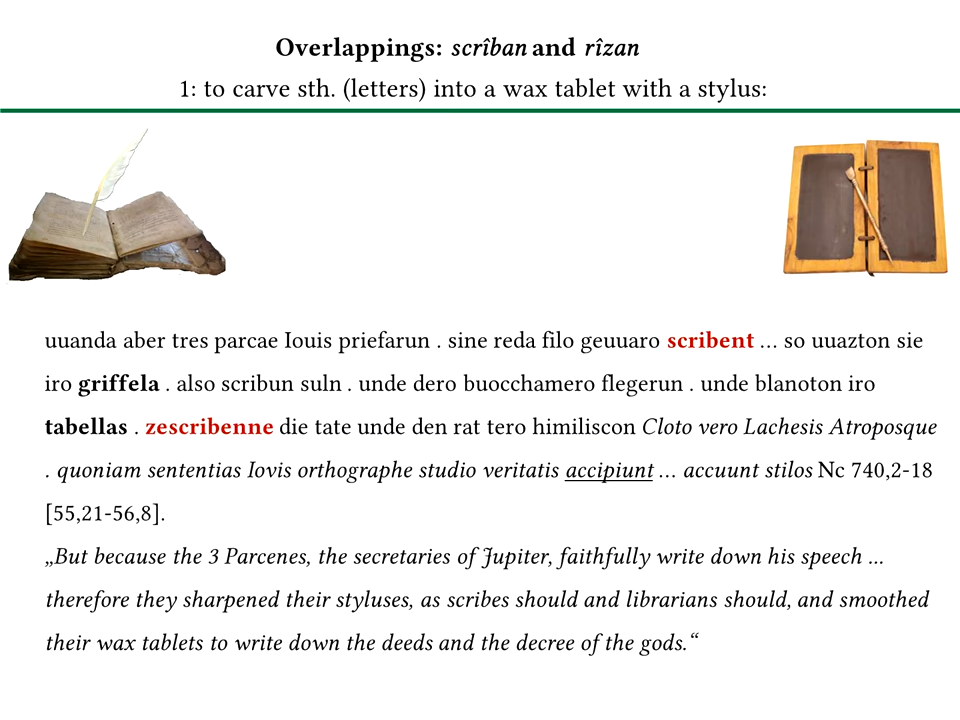 Overlappings: scrîban and rîzan
1: to carve sth. (letters) into a wax tablet with a stylus:
uuanda aber tres parcae Iouis priefarun . sine reda filo geuuaro scribent … so uuazton sie
iro griffela . also scribun suln . unde dero buocchamero flegerun . unde blanoton iro
tabellas . zescribenne die tate unde den rat tero himiliscon Cloto vero Lachesis Atroposque
. quoniam sententias Iovis orthographe studio veritatis accipiunt … accuunt stilos Nc 740,2-18
[55,21-56,8].
„But because the 3 Parcenes, the secretaries of Jupiter, faithfully write down his speech ...
therefore they sharpened their styluses, as scribes should and librarians should, and smoothed
their wax tablets to write down the deeds and the decree of the gods.“